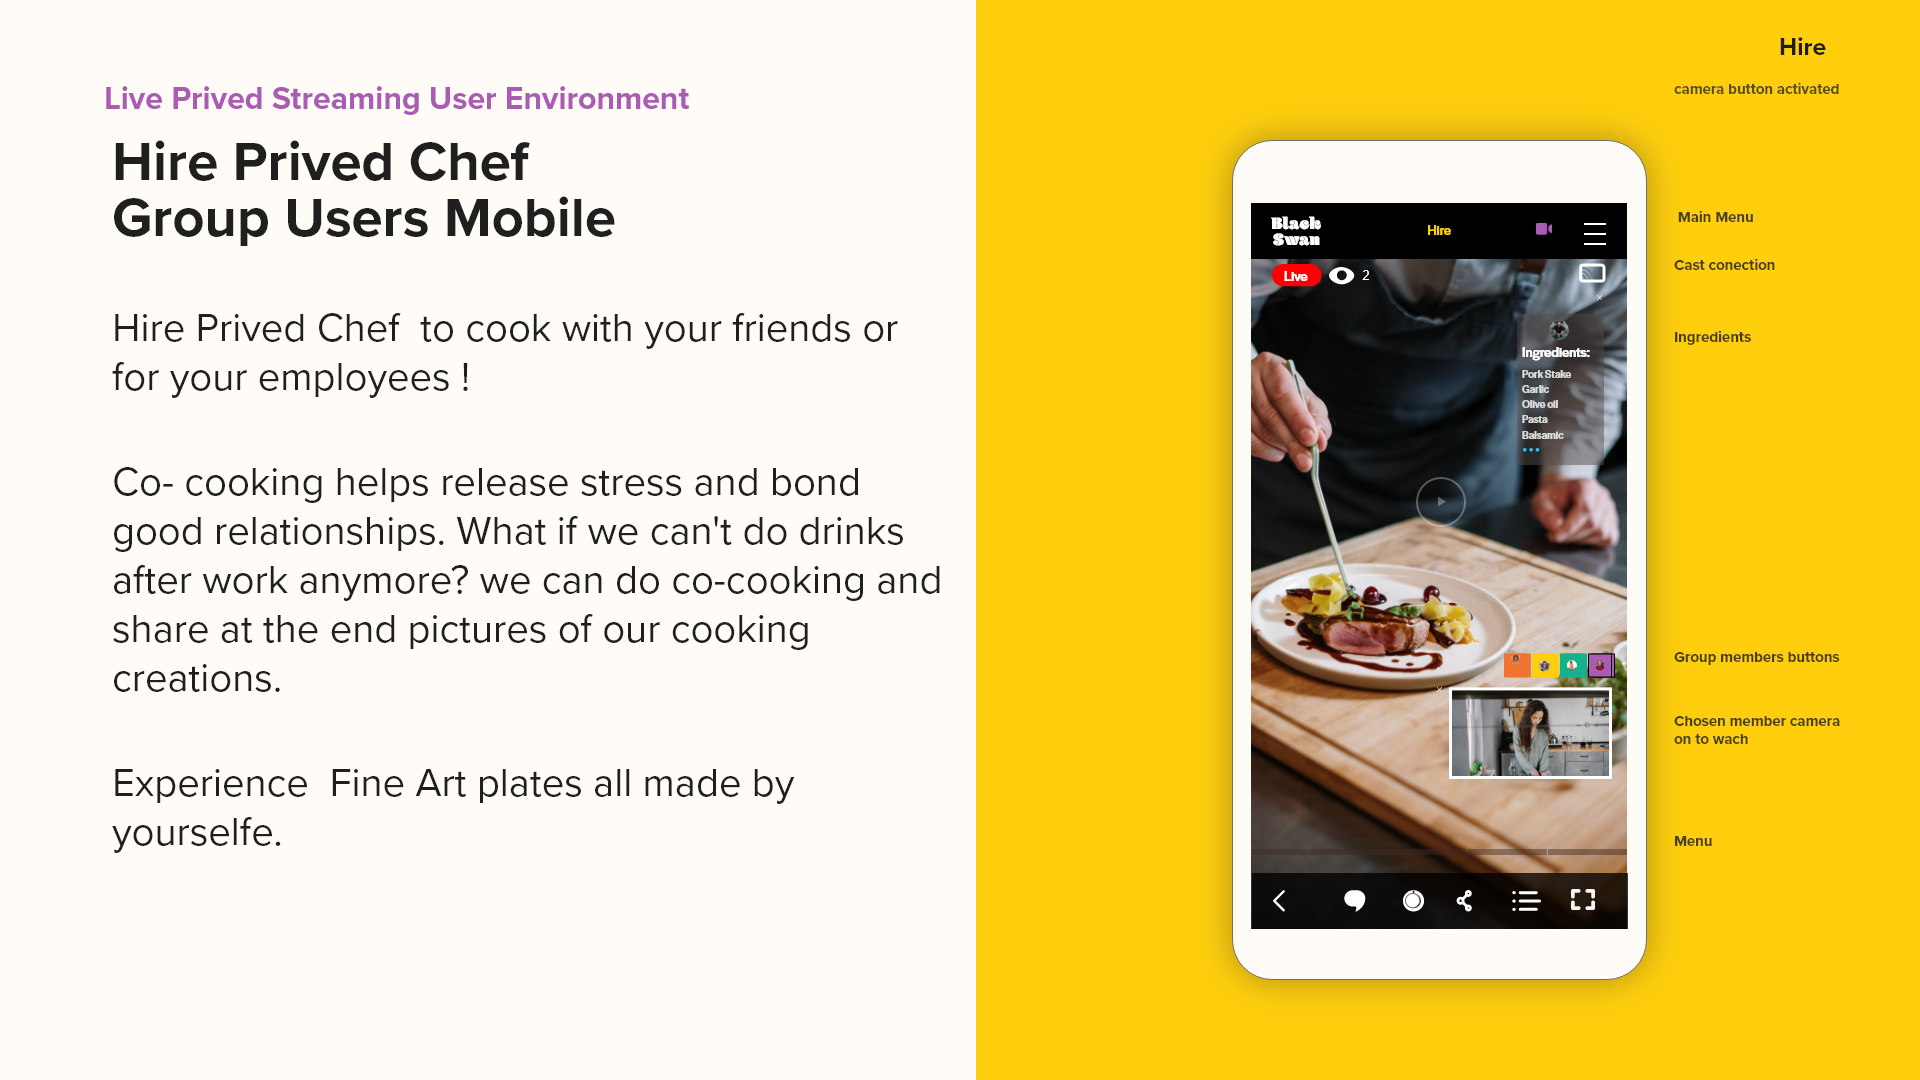 Live Prived Streaming User Environment
Hire Prived Chef
Group Users Mobile
Hire Prived Chef  to cook with your friends or
for your employees !
Co- cooking helps release stress and bond
good relationships. What if we can't do drinks
after work anymore? we can do co-cooking and
share at the end pictures of our cooking
creations.
Experience  Fine Art plates all made by
yourselfe.
Hire
camera button activated
Main Menu
Cast conection
Ingredients
Group members buttons
Chosen member camera
on to wach
Menu
Black
Swan
Hire
Live
2
Ingredients:
Pork Stake
Garlic
Olive oil
Pasta
Balsamic